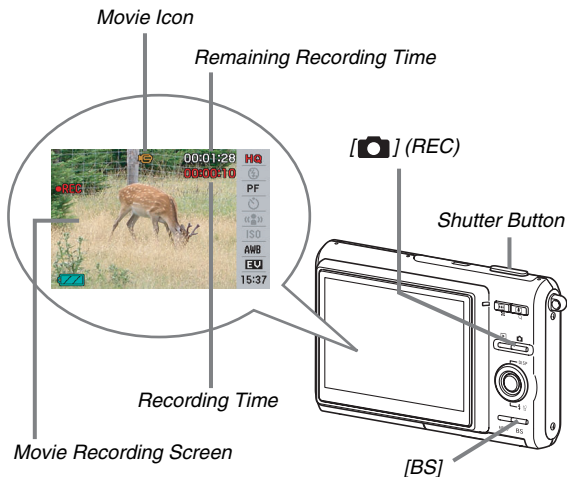 Movie Icon
Remaining Recording Time
[📷] (REC)
Shutter Button
00:01:28 HQ
00:00:10
REC
PF
ISO
AWB
EV
15:37
DISP
BS
Recording Time
Movie Recording Screen
[BS]